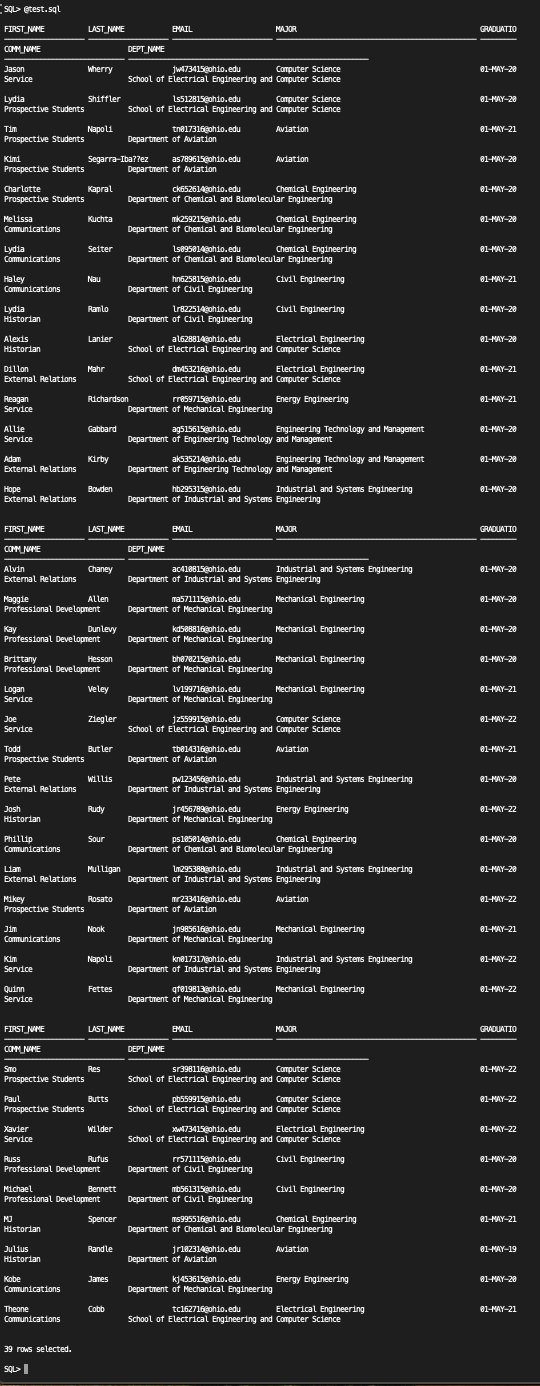 SQL> @test.sql
FIRST_NAME LAST_NAME EMAIL MAJOR GRADUATIO
COMM_NAME DEPT_NAME
Jason Wherry jw473415@ohio.edu Computer Science 01-MAY-20
Service School of Electrical Engineering and Computer Science
Lydia Shiffler ls512815@ohio.edu Computer Science 01-MAY-20
Prospective Students School of Electrical Engineering and Computer Science
Tim Napoli tn017316@ohio.edu Aviation 01-MAY-21
Prospective Students Department of Aviation
Kimi Segarra-Iba??ez as789615@ohio.edu Aviation 01-MAY-20
Prospective Students Department of Aviation
Charlotte Kapral ck652614@ohio.edu Chemical Engineering 01-MAY-20
Prospective Students Department of Chemical and Biomolecular Engineering
Melissa Kuchta mk259215@ohio.edu Chemical Engineering 01-MAY-20
Communications Department of Chemical and Biomolecular Engineering
Lydia Seiter ls095014@ohio.edu Chemical Engineering 01-MAY-20
Communications Department of Chemical and Biomolecular Engineering
Haley Nau hn625815@ohio.edu Civil Engineering 01-MAY-21
Communications Department of Civil Engineering
Lydia Ramlo lr822514@ohio.edu Civil Engineering 01-MAY-20
Historian Department of Civil Engineering
Alexis Lanier al628814@ohio.edu Electrical Engineering 01-MAY-20
Historian School of Electrical Engineering and Computer Science
Dillon Mahr dm453216@ohio.edu Electrical Engineering 01-MAY-21
External Relations School of Electrical Engineering and Computer Science
Reagan Richardson rr059715@ohio.edu Energy Engineering 01-MAY-21
Service Department of Mechanical Engineering
Allie Gabbard ag515615@ohio.edu Engineering Technology and Management 01-MAY-20
Service Department of Engineering Technology and Management
Adam Kirby ak535214@ohio.edu Engineering Technology and Management 01-MAY-20
External Relations Department of Engineering Technology and Management
Hope Bowden hb295315@ohio.edu Industrial and Systems Engineering 01-MAY-20
External Relations Department of Industrial and Systems Engineering
FIRST_NAME LAST_NAME EMAIL MAJOR GRADUATIO
COMM_NAME DEPT_NAME
Alvin Chaney ac410815@ohio.edu Industrial and Systems Engineering 01-MAY-20
External Relations Department of Industrial and Systems Engineering
Maggie Allen ma571115@ohio.edu Mechanical Engineering 01-MAY-20
Professional Development Department of Mechanical Engineering
Kay Dunlevy kd508816@ohio.edu Mechanical Engineering 01-MAY-20
Professional Development Department of Mechanical Engineering
Brittany Hesson bh070215@ohio.edu Mechanical Engineering 01-MAY-20
Professional Development Department of Mechanical Engineering
Logan Veley lv199716@ohio.edu Mechanical Engineering 01-MAY-21
Service Department of Mechanical Engineering
Joe Ziegler jz559915@ohio.edu Computer Science 01-MAY-22
Service School of Electrical Engineering and Computer Science
Todd Butler tb014316@ohio.edu Aviation 01-MAY-21
Prospective Students Department of Aviation
Pete Willis pw123456@ohio.edu Industrial and Systems Engineering 01-MAY-20
External Relations Department of Industrial and Systems Engineering
Josh Rudy jr456789@ohio.edu Energy Engineering 01-MAY-22
Historian Department of Mechanical Engineering
Phillip Sour ps105014@ohio.edu Chemical Engineering 01-MAY-20
Communications Department of Chemical and Biomolecular Engineering
Liam Mulligan lm295388@ohio.edu Industrial and Systems Engineering 01-MAY-20
External Relations Department of Industrial and Systems Engineering
Mikey Rosato mr233416@ohio.edu Aviation 01-MAY-22
Prospective Students Department of Aviation
Jim Nook jn985616@ohio.edu Mechanical Engineering 01-MAY-21
Communications Department of Mechanical Engineering
Kim Napoli kn017317@ohio.edu Industrial and Systems Engineering 01-MAY-22
Service Department of Industrial and Systems Engineering
Quinn Fettes qf019813@ohio.edu Mechanical Engineering 01-MAY-22
Service Department of Mechanical Engineering
FIRST_NAME LAST_NAME EMAIL MAJOR GRADUATIO
COMM_NAME DEPT_NAME
Smo Res sr398116@ohio.edu Computer Science 01-MAY-22
Prospective Students School of Electrical Engineering and Computer Science
Paul Butts pb559915@ohio.edu Computer Science 01-MAY-22
Communications School of Electrical Engineering and Computer Science
Xavier Wilder xw473415@ohio.edu Electrical Engineering 01-MAY-22
Service School of Electrical Engineering and Computer Science
Russ Rufus rr571115@ohio.edu Civil Engineering 01-MAY-20
Professional Development Department of Civil Engineering
Michael Bennett mb561315@ohio.edu Civil Engineering 01-MAY-20
Professional Development Department of Civil Engineering
MJ Spencer ms995516@ohio.edu Chemical Engineering 01-MAY-21
Historian Department of Chemical and Biomolecular Engineering
Julius Randle jr102314@ohio.edu Aviation 01-MAY-19
Historian Department of Aviation
Kobe James kj453615@ohio.edu Energy Engineering 01-MAY-20
Communications Department of Mechanical Engineering
Theone Cobb tc162716@ohio.edu Electrical Engineering 01-MAY-21
Communications School of Electrical Engineering and Computer Science
39 rows selected.
SQL>